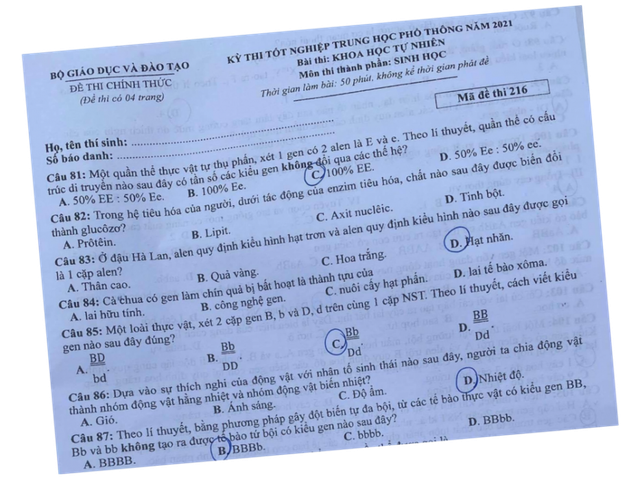 BỘ GIÁO DỤC VÀ ĐÀO TẠO
ĐỀ THI CHÍNH THỨC
(Đề thi có 04 trang)
KỲ THI TỐT NGHIỆP TRUNG HỌC PHỔ THÔNG NĂM 2021
Bài thi: KHOA HỌC TỰ NHIÊN
Môn thi thành phần: SINH HỌC
Thời gian làm bài: 50 phút, không kể thời gian phát đề
Mã đề thi 216
Họ, tên thí sinh:
Số báo danh:
Câu 81: Một quần thể thực vật tự thụ phấn, xét 1 gen có 2 alen là E và e. Theo lí thuyết, quần thể có cấu
trúc di truyền nào sau đây có tần số các kiểu gen không đổi qua các thế hệ?
A. 50% EE : 50% Ee. B. 100% Ee. C. 100% EE. D. 50% Ee : 50% ee.
Câu 82: Trong hệ tiêu hóa của người, dưới tác động của enzim tiêu hóa, chất nào sau đây được biến đổi
thành glucôzơ?
A. Prôtêin. B. Lipit. C. Axit nuclêic. D. Tinh bột.
Câu 83: Ở đậu Hà Lan, alen quy định kiểu hình hạt trơn và alen quy định kiểu hình nào sau đây được gọi
là 1 cặp alen?
A. Thân cao. B. Quả vàng. C. Hoa trắng. D. Hạt nhăn.
Câu 84: Cà chua có gen làm chín quả bị bất hoạt là thành tựu của
A. lai hữu tính. B. công nghệ gen. C. nuôi cấy hạt phấn. D. lai tế bào xôma.
Câu 85: Một loài thực vật, xét 2 cặp gen B, b và D, d trên cùng 1 cặp NST. Theo lí thuyết, cách viết kiểu
gen nào sau đây đúng?
A. BD/bd. B. Bb/DD. C. Bb/Dd. D. BB/Dd.
Câu 86: Dựa vào sự thích nghi của động vật với nhân tố sinh thái nào sau đây, người ta chia động vật
thành nhóm động vật hằng nhiệt và nhóm động vật biến nhiệt?
A. Gió. B. Ánh sáng. C. Độ ẩm. D. Nhiệt độ.
Câu 87: Theo lí thuyết, bằng phương pháp gây đột biến tự đa bội, từ các tế bào thực vật có kiểu gen BB,
Bb và bb không tạo ra được tế bào tứ bội có kiểu gen nào sau đây?
A. BBBB. B. BBBb. C. bbbb. D. BBbb.